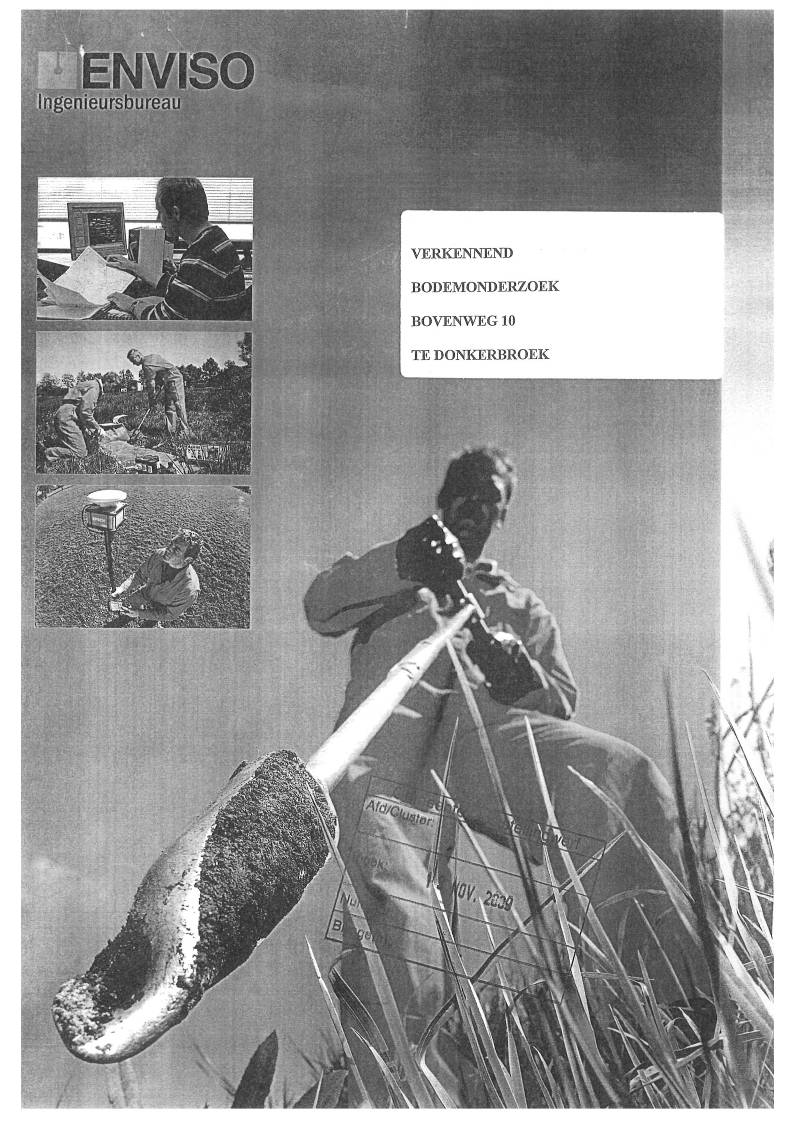 ENVISO
Ingenieursbureau
VERKENNEND
BODEMONDERZOEK
BOVENWEG 10
TE DONKERBROEK
Afd/Cluster:
NOV. 2009